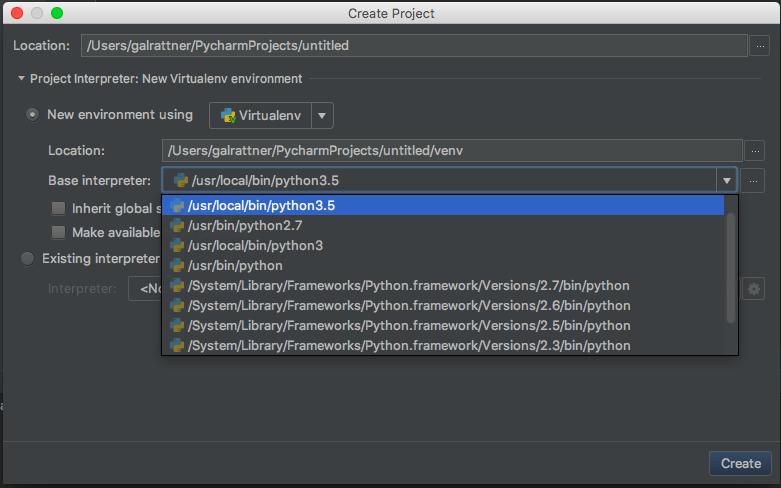 Create Project
Location: /Users/galrattner/PycharmProjects/untitled ...
Project Interpreter: New Virtualenv environment
New environment using Virtualenv
Location: /Users/galrattner/PycharmProjects/untitled/venv ...
Base interpreter: /usr/local/bin/python3.5 ...
Inherit global s
/usr/local/bin/python3.5
Make available
/usr/bin/python2.7
/usr/local/bin/python3
Existing interpreter
/usr/bin/python
Interpreter: <No
/System/Library/Frameworks/Python.framework/Versions/2.7/bin/python
/System/Library/Frameworks/Python.framework/Versions/2.6/bin/python
/System/Library/Frameworks/Python.framework/Versions/2.5/bin/python
/System/Library/Frameworks/Python.framework/Versions/2.3/bin/python
Create